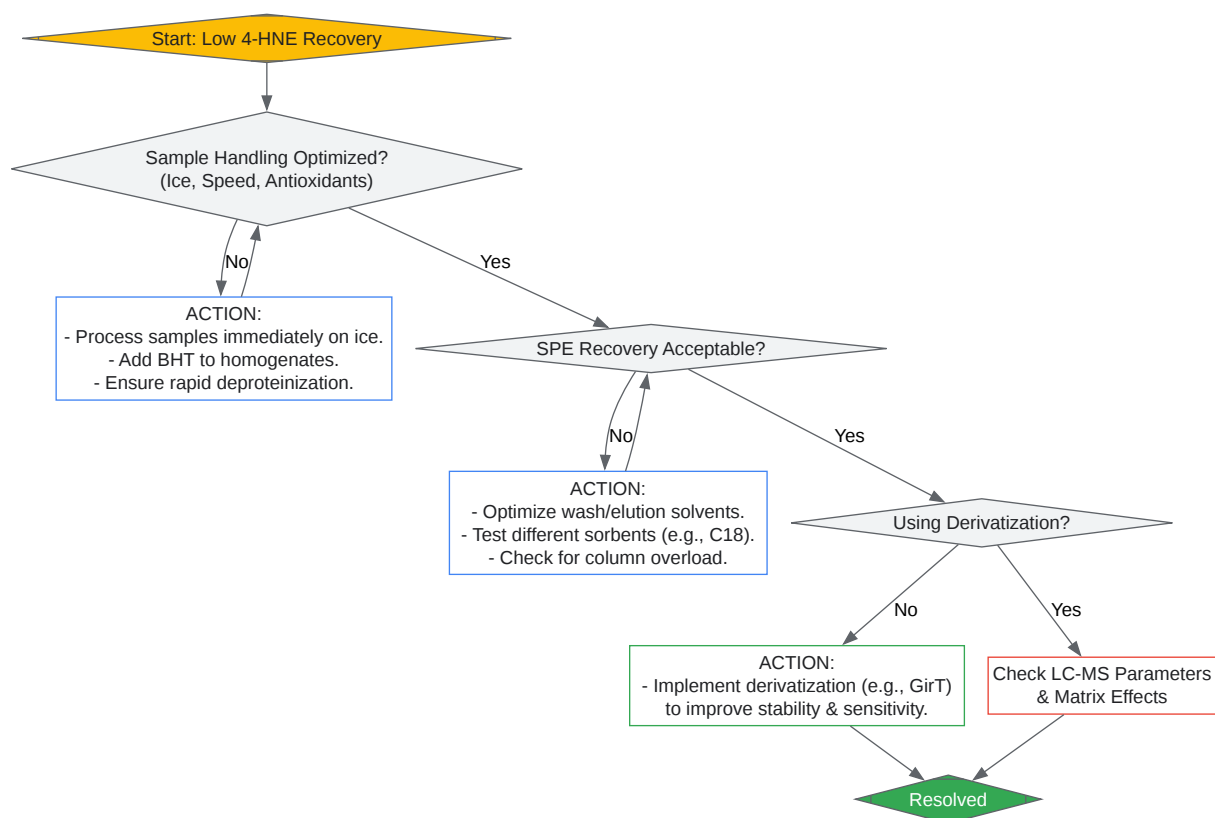 Start: Low 4-HNE Recovery
Sample Handling Optimized?
(Ice, Speed, Antioxidants)
No
Yes
ACTION:
- Process samples immediately on ice.
- Add BHT to homogenates.
- Ensure rapid deproteinization.
SPE Recovery Acceptable?
No
Yes
ACTION:
- Optimize wash/elution solvents.
- Test different sorbents (e.g., C18).
- Check for column overload.
Using Derivatization?
No
Yes
ACTION:
- Implement derivatization (e.g., GirT)
to improve stability & sensitivity.
Check LC-MS Parameters
& Matrix Effects
Resolved